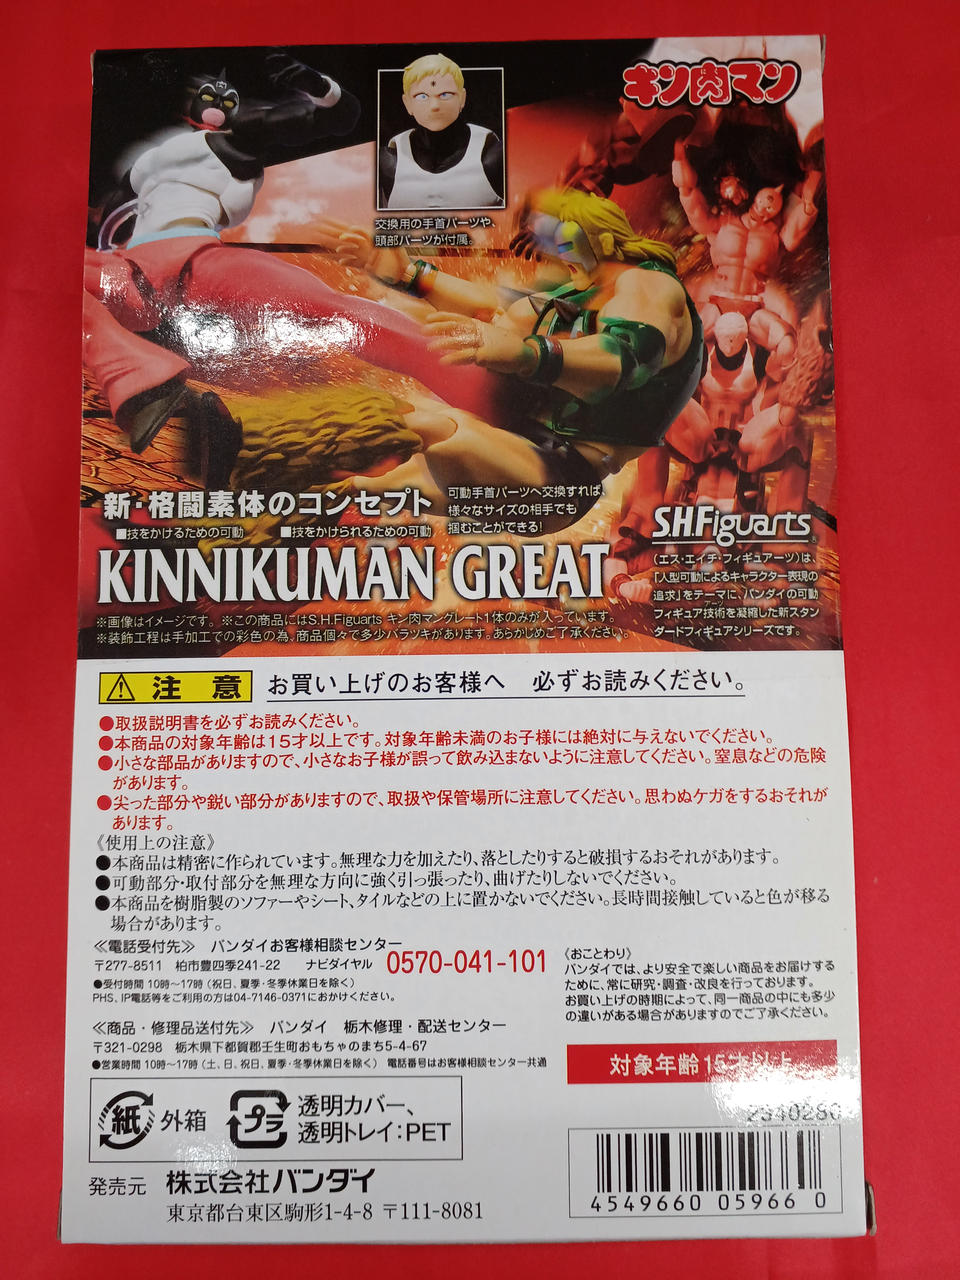 キン肉マン
交換用の手首パーツや、
頭部パーツが付属。
新・格闘素体のコンセプト
■技をかけるための可動 ■技をかけられるための可動
可動手首パーツへ交換すれば、
様々なサイズの相手でも
掴むことができる!
KINNIKUMAN GREAT
※画像はイメージです。 ※この商品にはS.H.Figuarts キン肉マングレート1体のみが入っています。
※装飾工程は手加工での彩色の為、商品個々で多少バラツキがあります。あらかじめご了承ください。
S.H.Figuarts
(エス・エイチ・フィギュアーツ)は、
「人型可動によるキャラクター表現の
追求」をテーマに、バンダイの可動
フィギュア技術を凝縮した新スタン
ダードフィギュアシリーズです。
注意 お買い上げのお客様へ 必ずお読みください。
●取扱説明書を必ずお読みください。
●本商品の対象年齢は15才以上です。対象年齢未満のお子様には絶対に与えないでください。
●小さな部品がありますので、小さなお子様が誤って飲み込まないように注意してください。窒息などの危険
があります。
●尖った部分や鋭い部分がありますので、取扱や保管場所に注意してください。思わぬケガをするおそれが
あります。
《使用上の注意》
●本商品は精密に作られています。無理な力を加えたり、落としたりすると破損するおそれがあります。
●可動部分・取付部分を無理な方向に強く引っ張ったり、曲げたりしないでください。
●本商品を樹脂製のソファーやシート、タイルなどの上に置かないでください。長時間接触していると色が移る
場合があります。
≪電話受付先≫ バンダイお客様相談センター
〒277-8511 柏市豊四季241-22 ナビダイヤル 0570-041-101
●受付時間 10時〜17時(祝日、夏季・冬季休業日を除く)
PHS、IP電話等をご利用の方は04-7146-0371におかけください。
≪商品・修理品送付先≫ バンダイ 栃木修理・配送センター
〒321-0298 栃木県下都賀郡壬生町おもちゃのまち5-4-67
●営業時間 10時〜17時(土、日、祝日、夏季・冬季休業日を除く) 電話番号はお客様相談センター共通
《おことわり》
バンダイでは、より安全で楽しい商品をお届けする
ために、常に研究・調査・改良を行っております。
お買い上げの時期によって、同一商品の中にも多少
の違いがある場合がありますのでご了承ください。
対象年齢15才以上
2340280
紙 外箱 プラ 透明カバー、
透明トレイ:PET
発売元 株式会社バンダイ
東京都台東区駒形1-4-8 〒111-8081
4549660 059660